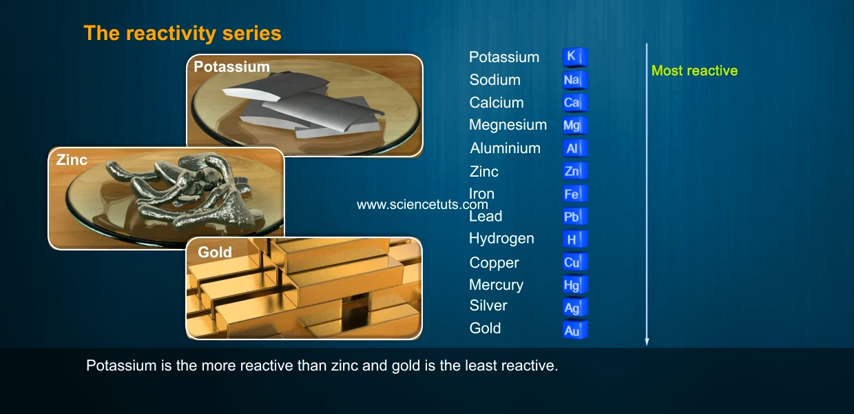 The reactivity series
Potassium
Zinc
Gold
Potassium K
Sodium Na
Calcium Ca
Megnesium Mg
Aluminium Al
Zinc Zn
Iron Fe
Lead Pb
Hydrogen H
Copper Cu
Mercury Hg
Silver Ag
Gold Au
Most reactive
www.sciencetuts.com
Potassium is the more reactive than zinc and gold is the least reactive.